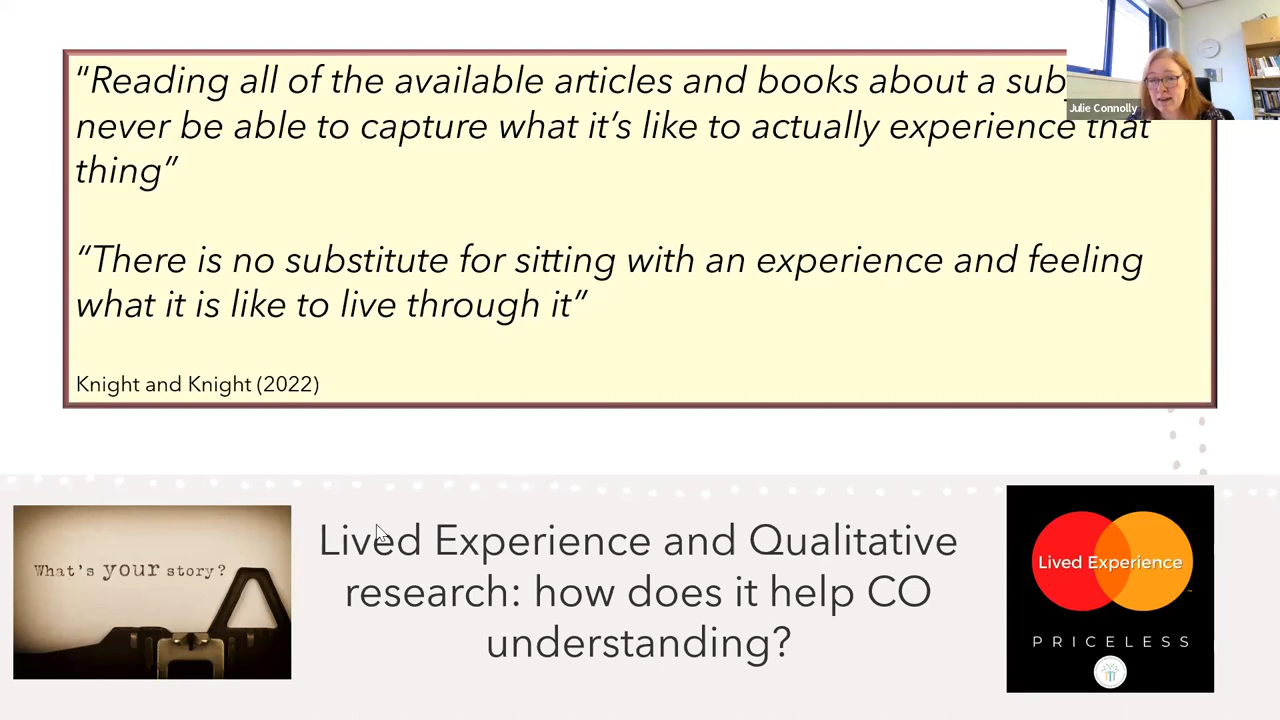 “Reading all of the available articles and books about a sub
never be able to capture what it’s like to actually experience that
thing”
“There is no substitute for sitting with an experience and feeling
what it is like to live through it”
Knight and Knight (2022)
Julie Connolly
What's your story?
Lived Experience and Qualitative
research: how does it help CO
understanding?
Lived Experience
PRICELESS